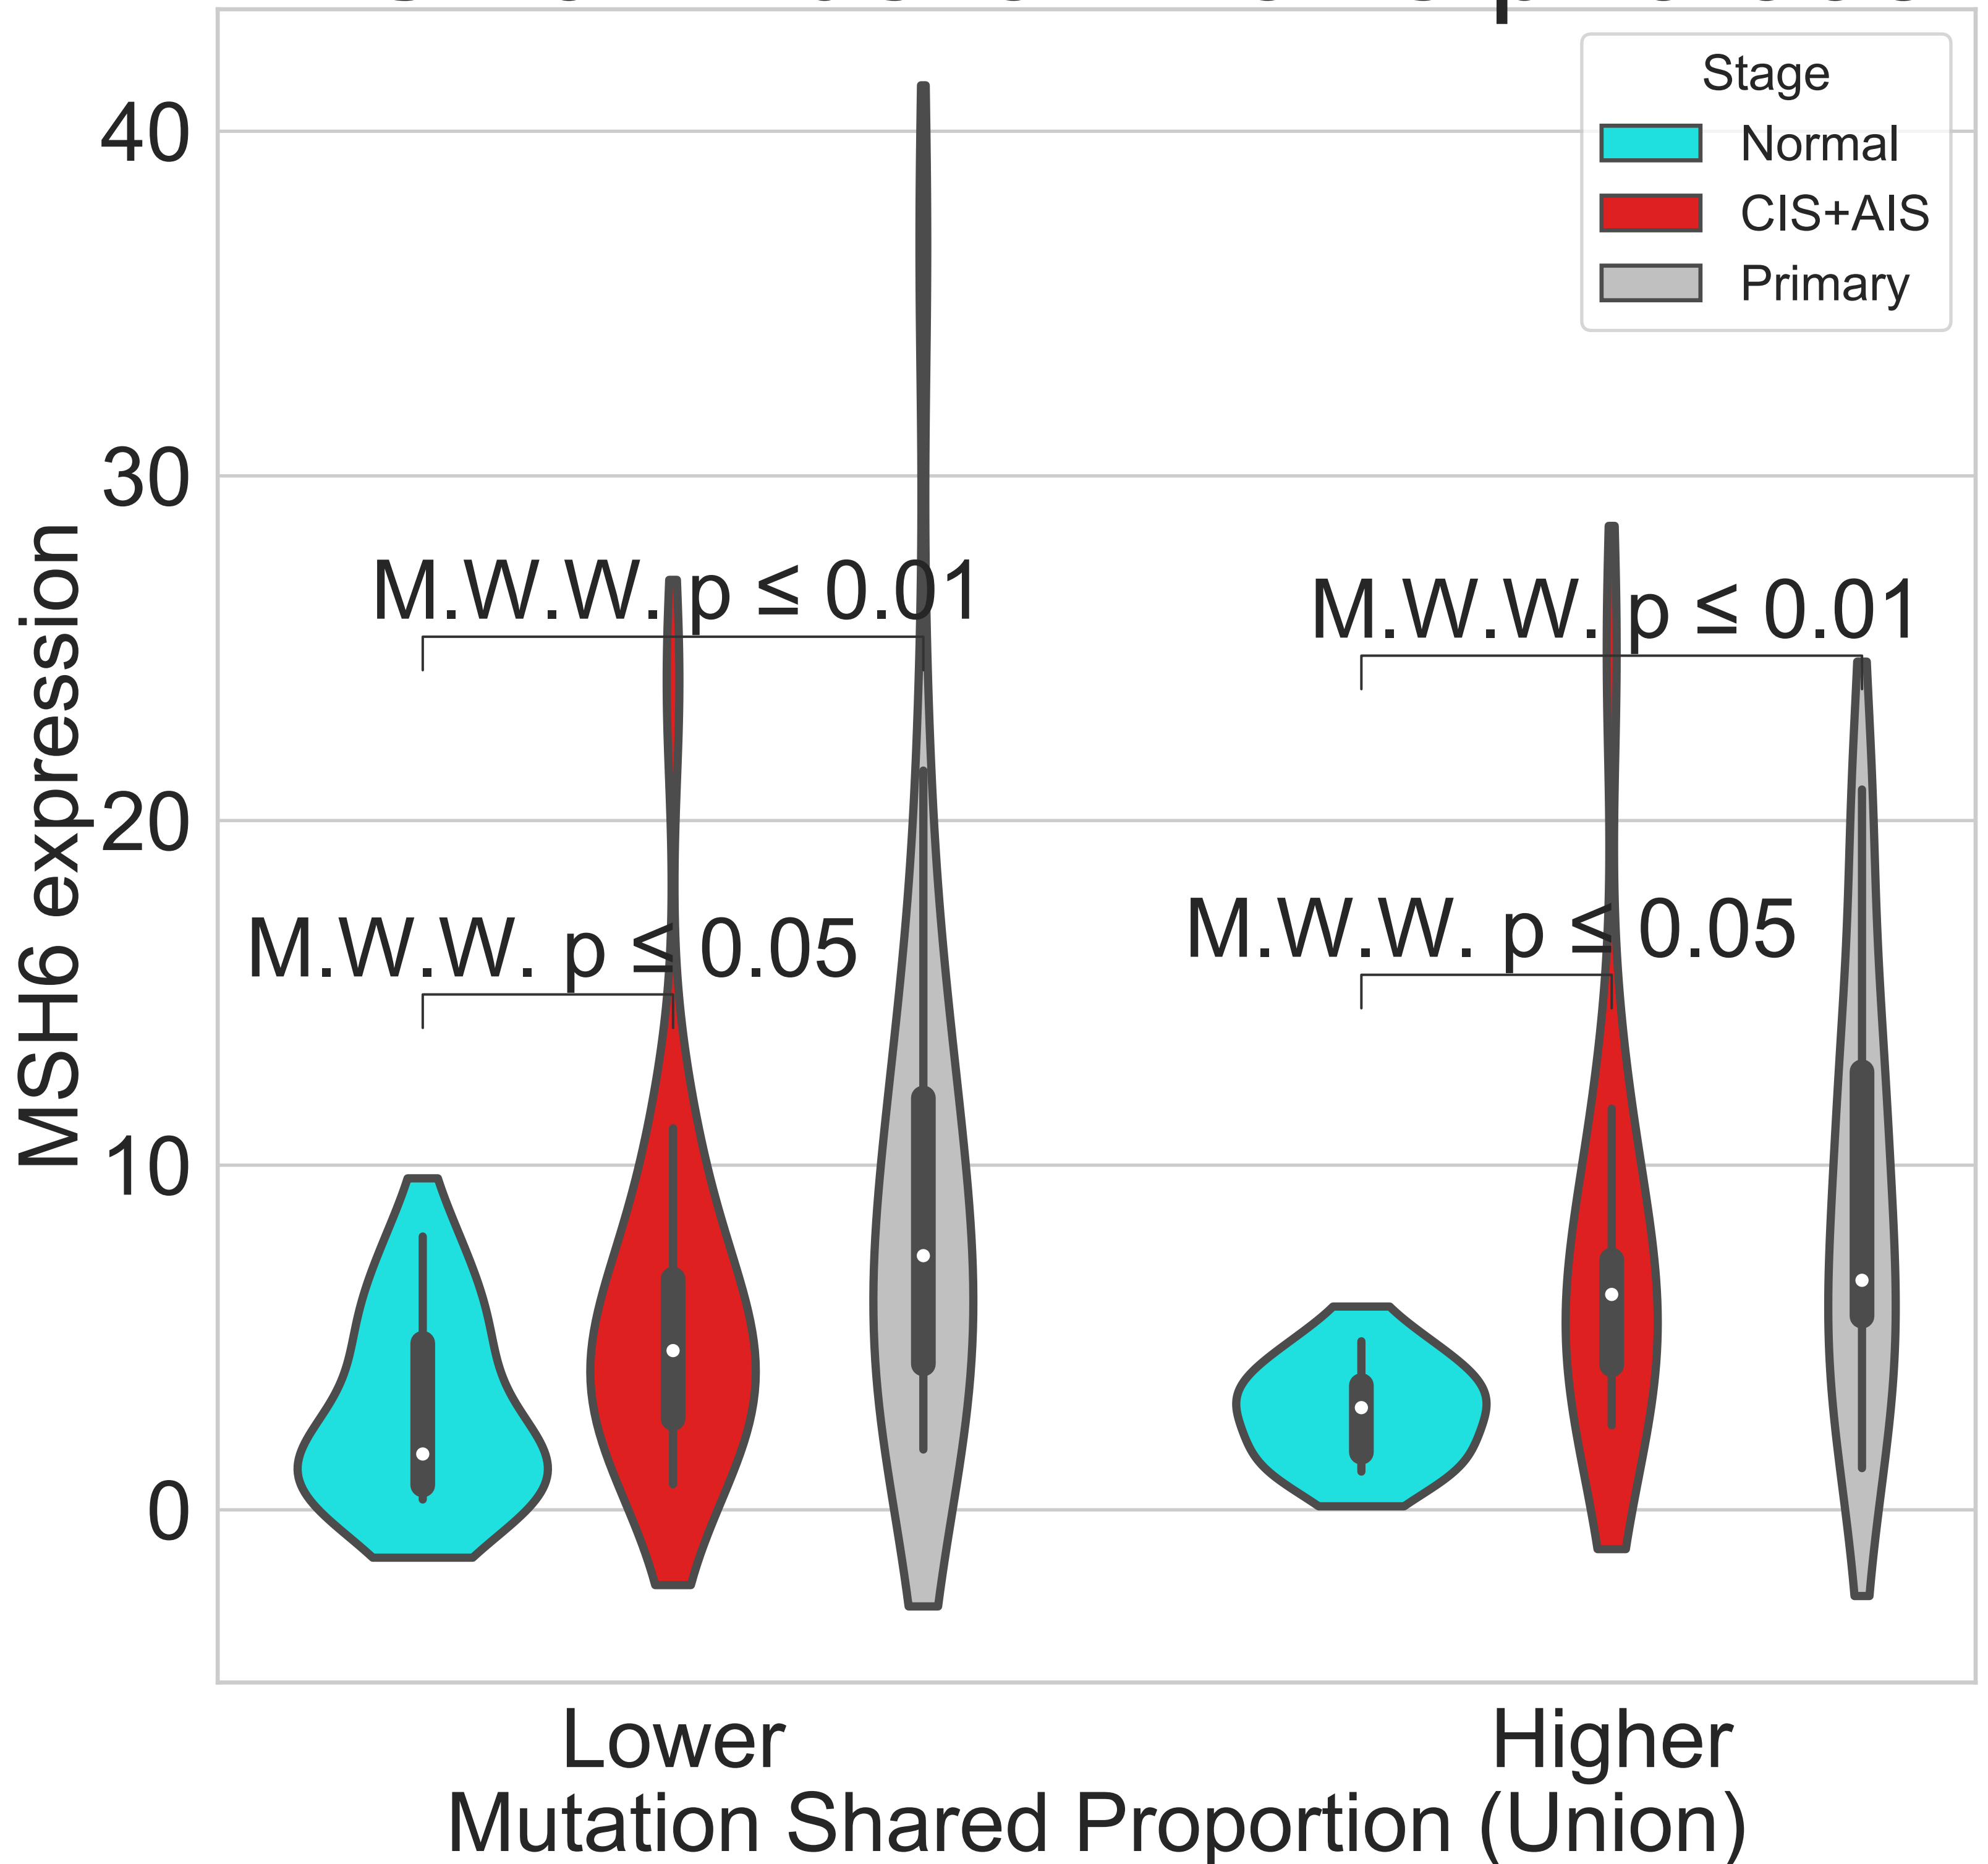 Stage
Normal
CIS+AIS
Primary
40
30
20
10
0
MSH6 expression
M.W.W. p ≤ 0.01
M.W.W. p ≤ 0.01
M.W.W. p ≤ 0.05
M.W.W. p ≤ 0.05
Lower
Higher
Mutation Shared Proportion (Union)